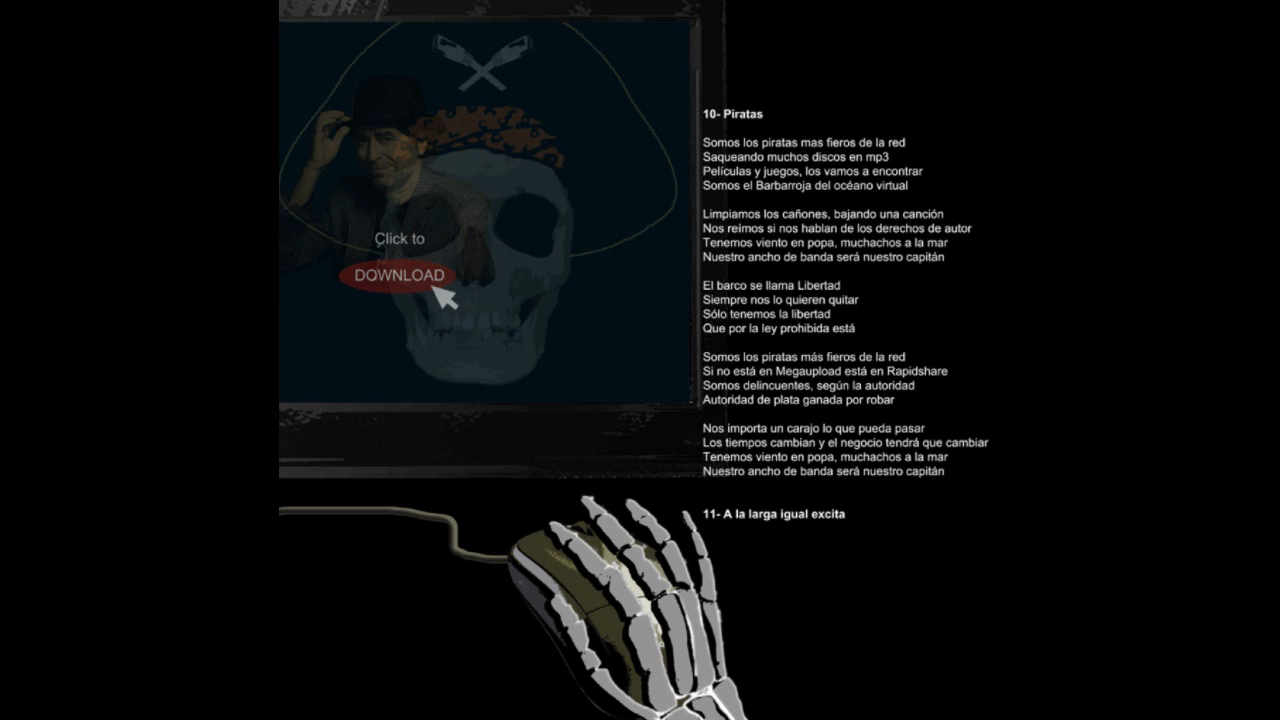 Click to
DOWNLOAD
10- Piratas
Somos los piratas mas fieros de la red
Saqueando muchos discos en mp3
Películas y juegos, los vamos a encontrar
Somos el Barbarroja del océano virtual
Limpiamos los cañones, bajando una canción
Nos reímos si nos hablan de los derechos de autor
Tenemos viento en popa, muchachos a la mar
Nuestro ancho de banda será nuestro capitán
El barco se llama Libertad
Siempre nos lo quieren quitar
Sólo tenemos la libertad
Que por la ley prohibida está
Somos los piratas más fieros de la red
Si no está en Megaupload está en Rapidshare
Somos delincuentes, según la autoridad
Autoridad de plata ganada por robar
Nos importa un carajo lo que pueda pasar
Los tiempos cambian y el negocio tendrá que cambiar
Tenemos viento en popa, muchachos a la mar
Nuestro ancho de banda será nuestro capitán
11- A la larga igual excita